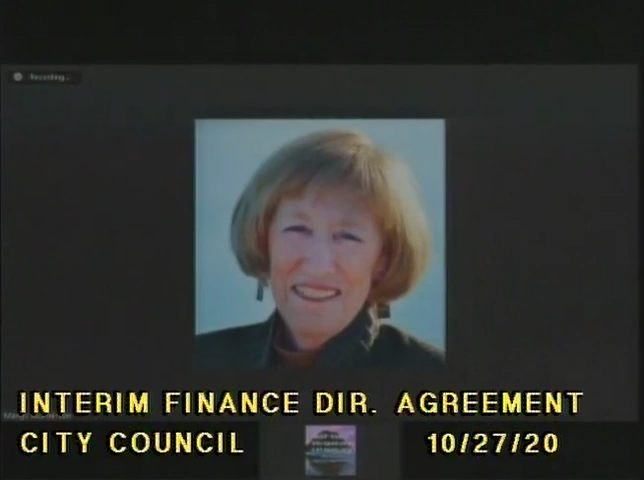 Recording...
INTERIM FINANCE DIR. AGREEMENT
CITY COUNCIL 10/27/20